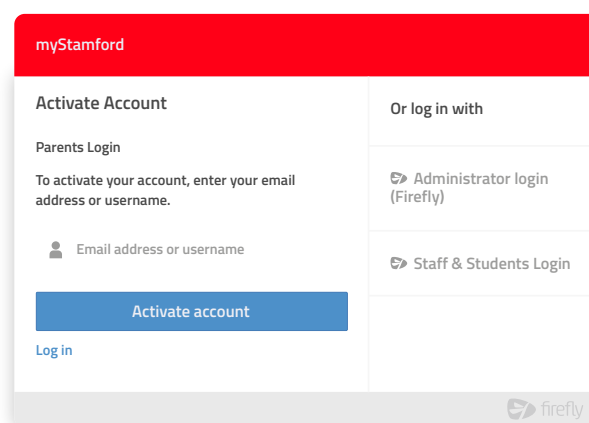 myStamford
Activate Account
Parents Login
To activate your account, enter your email
address or username.
Email address or username
Activate account
Log in
Or log in with
Administrator login
(Firefly)
Staff & Students Login
firefly